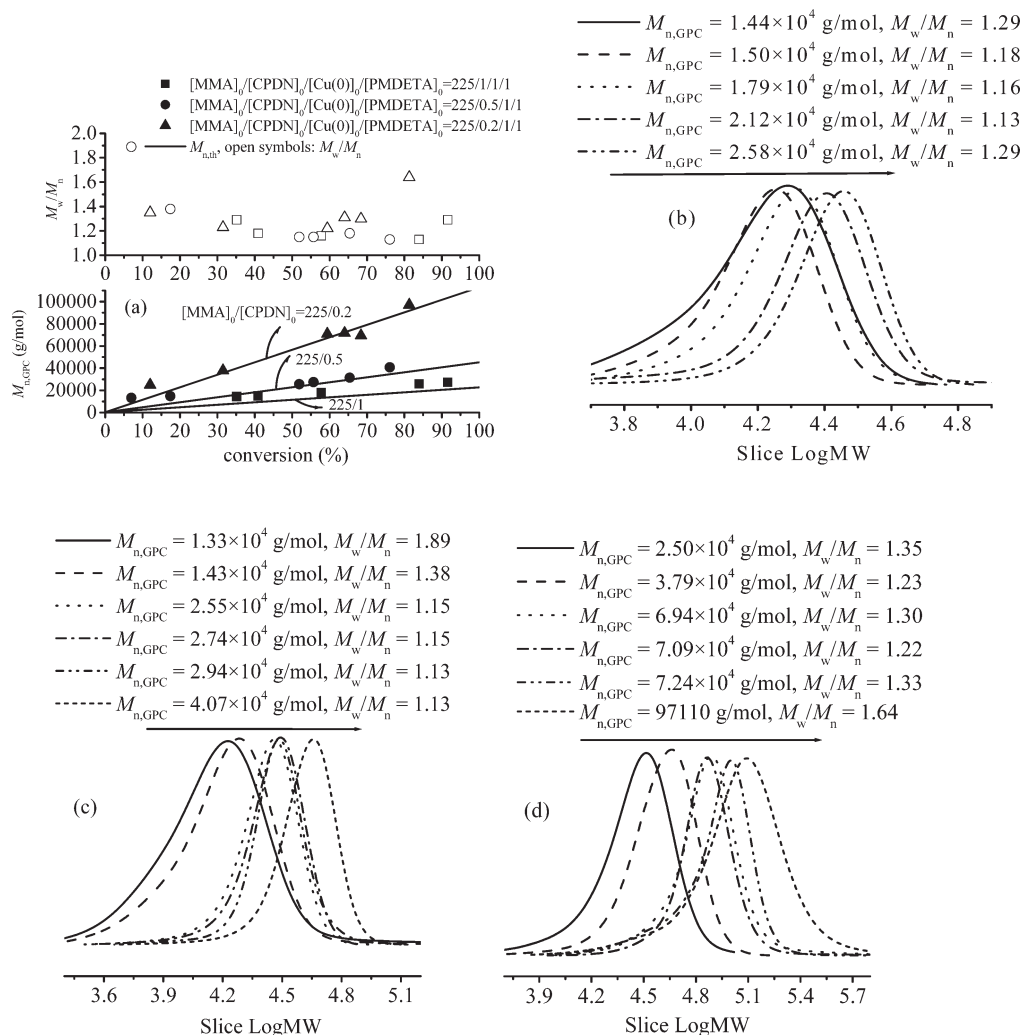 [MMA]0/[CPDN]0/[Cu(0)]0/[PMDETA]0=225/1/1/1
[MMA]0/[CPDN]0/[Cu(0)]0/[PMDETA]0=225/0.5/1/1
[MMA]0/[CPDN]0/[Cu(0)]0/[PMDETA]0=225/0.2/1/1
Mn,th, open symbols: Mw/Mn
2.0
1.8
1.6
1.4
1.2
1.0
Mw/Mn
0 10 20 30 40 50 60 70 80 90 100
(a)
[MMA]0/[CPDN]0=225/0.2
225/0.5
225/1
100000
80000
60000
40000
20000
0
Mn,GPC (g/mol)
0 10 20 30 40 50 60 70 80 90 100
conversion (%)
Mn,GPC = 1.44×10^4 g/mol, Mw/Mn = 1.29
Mn,GPC = 1.50×10^4 g/mol, Mw/Mn = 1.18
Mn,GPC = 1.79×10^4 g/mol, Mw/Mn = 1.16
Mn,GPC = 2.12×10^4 g/mol, Mw/Mn = 1.13
Mn,GPC = 2.58×10^4 g/mol, Mw/Mn = 1.29
(b)
3.8 4.0 4.2 4.4 4.6 4.8
Slice LogMW
Mn,GPC = 1.33×10^4 g/mol, Mw/Mn = 1.89
Mn,GPC = 1.43×10^4 g/mol, Mw/Mn = 1.38
Mn,GPC = 2.55×10^4 g/mol, Mw/Mn = 1.15
Mn,GPC = 2.74×10^4 g/mol, Mw/Mn = 1.15
Mn,GPC = 2.94×10^4 g/mol, Mw/Mn = 1.13
Mn,GPC = 4.07×10^4 g/mol, Mw/Mn = 1.13
(c)
3.6 3.9 4.2 4.5 4.8 5.1
Slice LogMW
Mn,GPC = 2.50×10^4 g/mol, Mw/Mn = 1.35
Mn,GPC = 3.79×10^4 g/mol, Mw/Mn = 1.23
Mn,GPC = 6.94×10^4 g/mol, Mw/Mn = 1.30
Mn,GPC = 7.09×10^4 g/mol, Mw/Mn = 1.22
Mn,GPC = 7.24×10^4 g/mol, Mw/Mn = 1.33
Mn,GPC = 97110 g/mol, Mw/Mn = 1.64
(d)
3.9 4.2 4.5 4.8 5.1 5.4 5.7
Slice LogMW